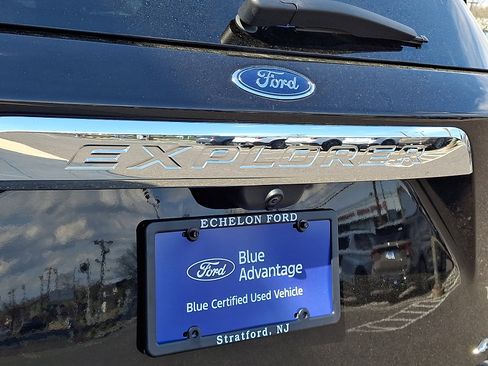 Ford
EXPLORER
ECHELON FORD
Ford
Blue
Advantage
Blue Certified Used Vehicle
Stratford, NJ